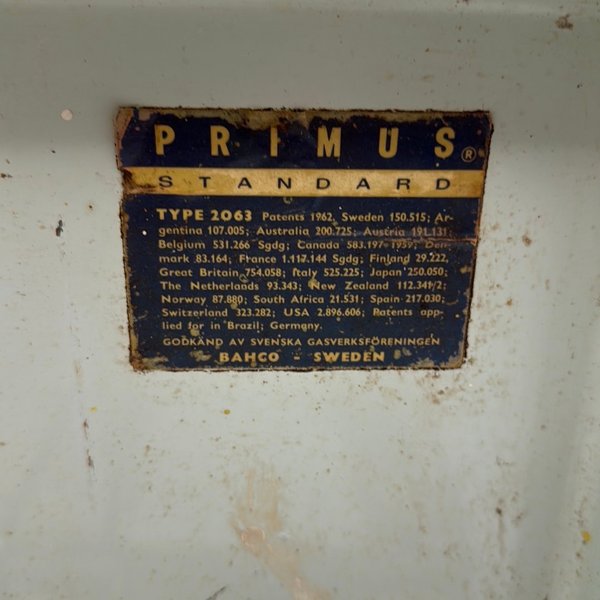 PRIMUS®
STANDARD
TYPE 2063 Patents 1962, Sweden 150.515; Ar-
gentina 107.005; Australia 200.725; Austria 191.131;
Belgium 531.266 Sgdg; Canada 583.197-1959; Den-
mark 83.164; France 1.117.144 Sgdg; Finland 29.222,
Great Britain 754.058; Italy 525.225; Japan 250.050;
The Netherlands 93.343; New Zealand 112.341/2;
Norway 87.880; South Africa 21.531; Spain 217.030;
Switzerland 323.282; USA 2.896.606; Patents app-
lied for in Brazil; Germany.
GODKÄND AV SVENSKA GASVERKSFÖRENINGEN
BAHCO - SWEDEN